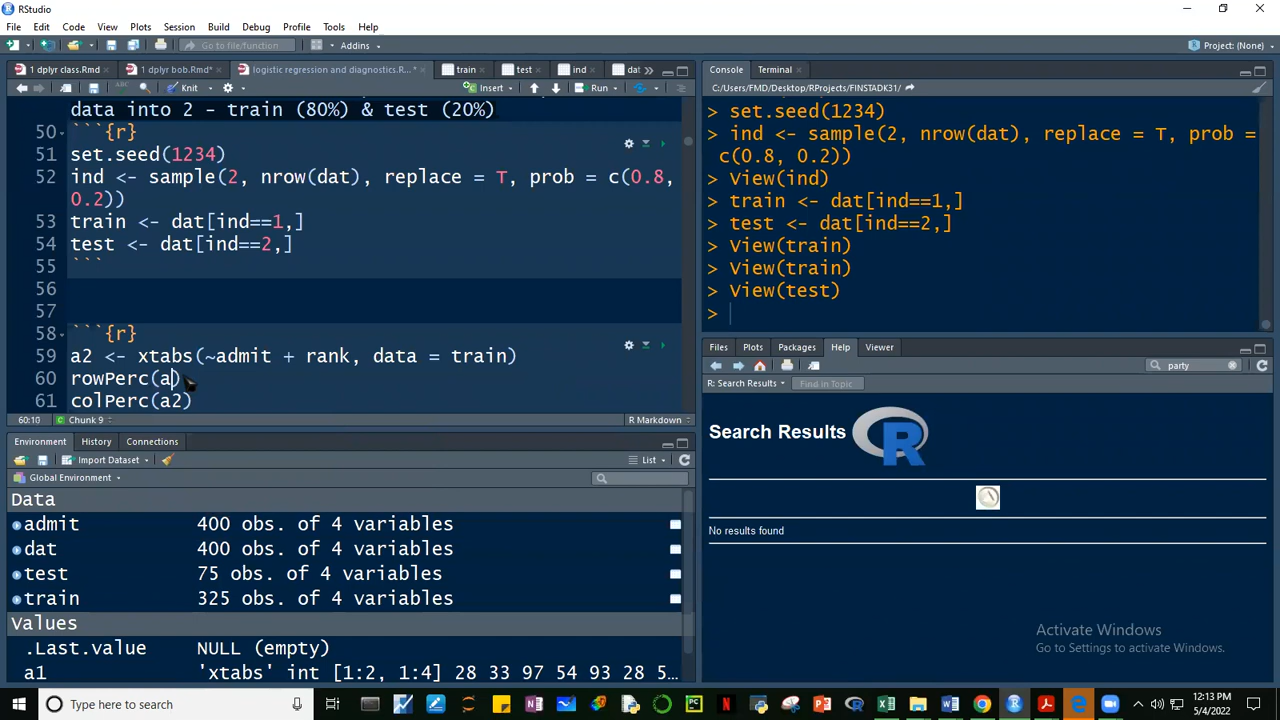 RStudio
File Edit Code View Plots Session Build Debug Profile Tools Help
Go to file/function Addins Project: (None)
1 dplyr class.Rmd 1 dplyr bob.Rmd* logistic regression and diagnostics.R...* train test ind dat
Knit Insert Run
data into 2 - train (80%) & test (20%)
50 ```{r}
51 set.seed(1234)
52 ind <- sample(2, nrow(dat), replace = T, prob = c(0.8,
0.2))
53 train <- dat[ind==1,]
54 test <- dat[ind==2,]
55 ```
56
57
58 ```{r}
59 a2 <- xtabs(~admit + rank, data = train)
60 rowPerc(a)
61 colPerc(a2)
60:10 Chunk 9 R Markdown
Environment History Connections
Import Dataset List
Global Environment
Data
admit 400 obs. of 4 variables
dat 400 obs. of 4 variables
test 75 obs. of 4 variables
train 325 obs. of 4 variables
Values
.Last.value NULL (empty)
a1 'xtabs' int [1:2, 1:4] 28 33 97 54 93 28 5...
Console Terminal
C:/Users/FMD/Desktop/RProjects/FINSTADK31/
> set.seed(1234)
> ind <- sample(2, nrow(dat), replace = T, prob =
c(0.8, 0.2))
> View(ind)
> train <- dat[ind==1,]
> test <- dat[ind==2,]
> View(train)
> View(train)
> View(test)
>
Files Plots Packages Help Viewer
party
R: Search Results Find in Topic
Search Results R
No results found
Activate Windows
Go to Settings to activate Windows.
Type here to search
12:13 PM
5/4/2022